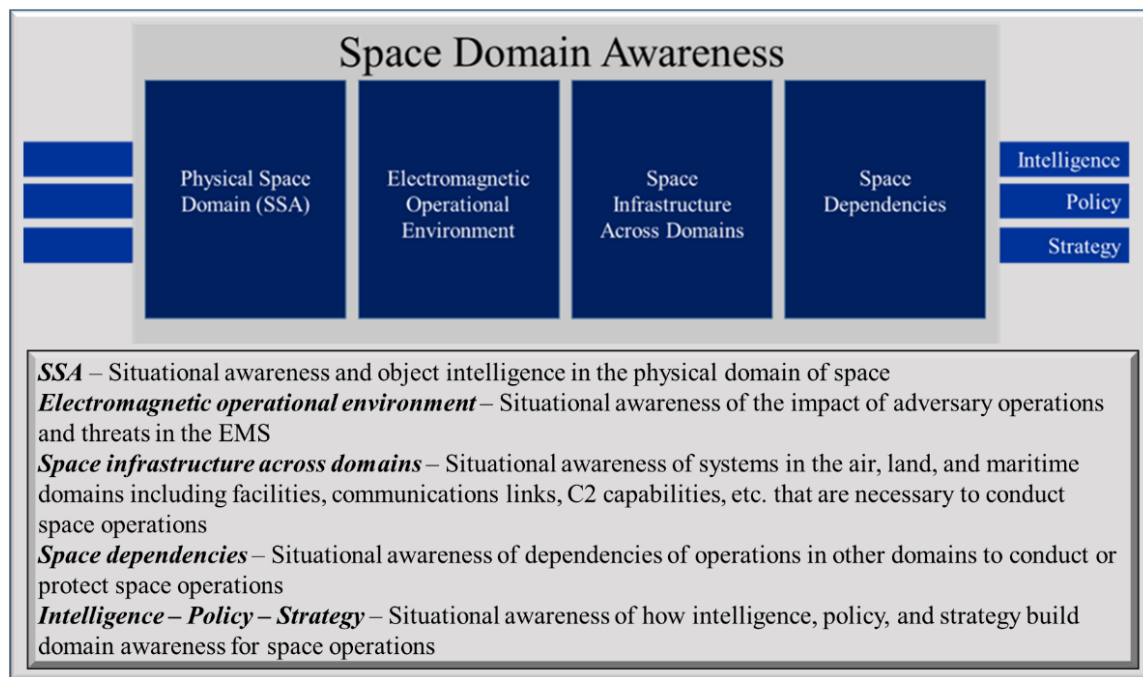 Space Domain Awareness
Physical Space
Domain (SSA)
Electromagnetic
Operational
Environment
Space
Infrastructure
Across Domains
Space
Dependencies
Intelligence
Policy
Strategy
SSA – Situational awareness and object intelligence in the physical domain of space
Electromagnetic operational environment – Situational awareness of the impact of adversary operations
and threats in the EMS
Space infrastructure across domains – Situational awareness of systems in the air, land, and maritime
domains including facilities, communications links, C2 capabilities, etc. that are necessary to conduct
space operations
Space dependencies – Situational awareness of dependencies of operations in other domains to conduct or
protect space operations
Intelligence – Policy – Strategy – Situational awareness of how intelligence, policy, and strategy build
domain awareness for space operations